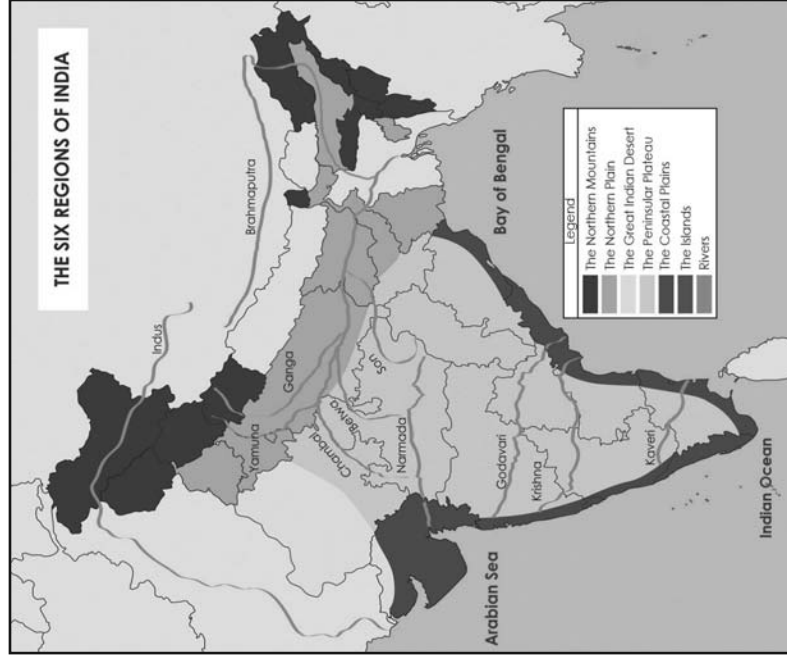 THE SIX REGIONS OF INDIA
Indus
Brahmaputra
Ganga
Yamuna
Chambal
Betwa
Son
Narmada
Godavari
Krishna
Kaveri
Arabian Sea
Bay of Bengal
Indian Ocean
Legend
The Northern Mountains
The Northern Plain
The Great Indian Desert
The Peninsular Plateau
The Coastal Plains
The Islands
Rivers